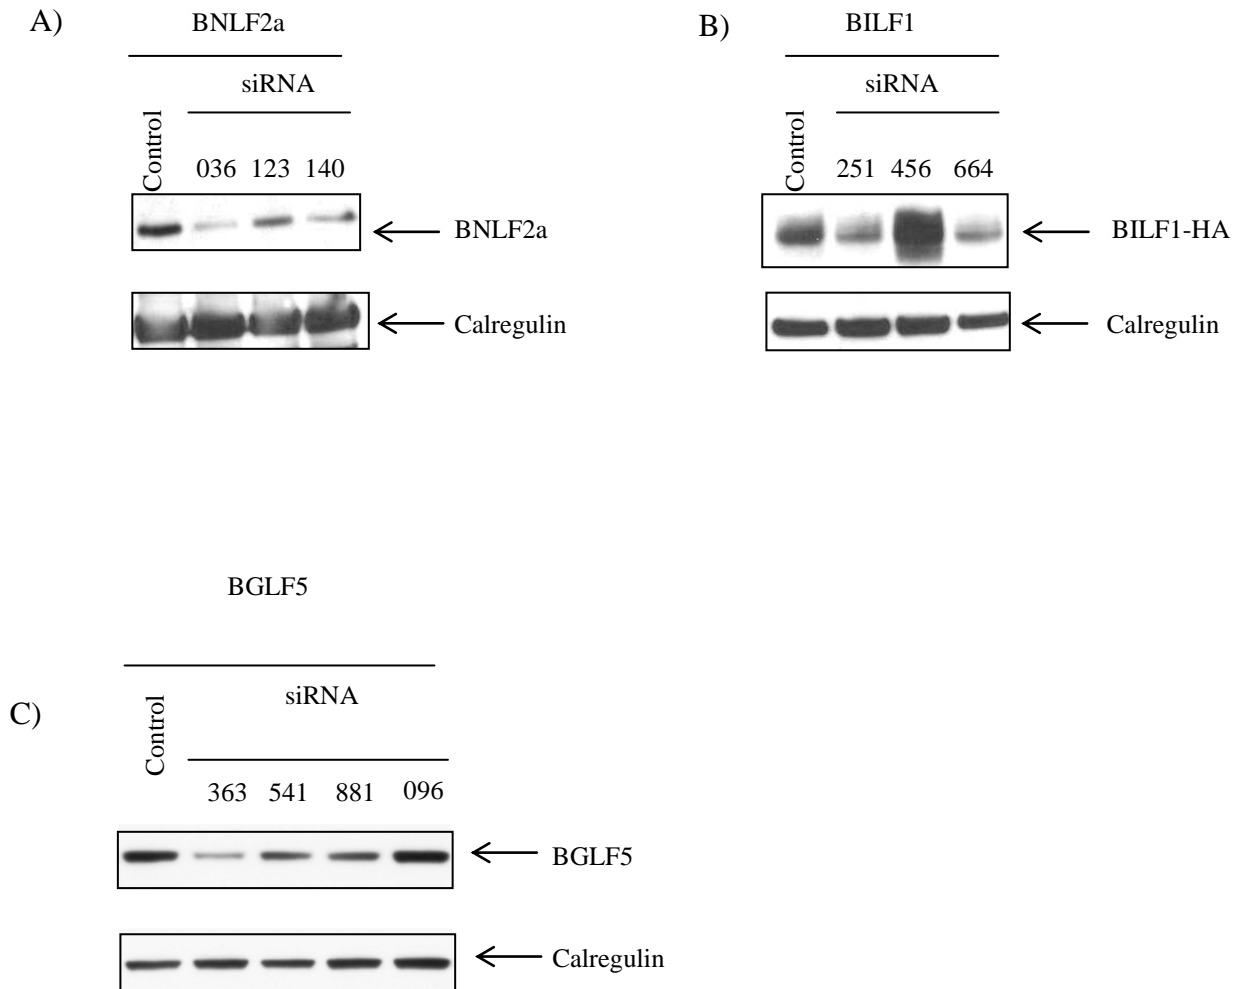 A)
BNLF2a
siRNA
Control
036 123 140
BNLF2a
Calregulin
B)
BILF1
siRNA
Control
251 456 664
BILF1-HA
Calregulin
C)
BGLF5
siRNA
Control
363 541 881 096
BGLF5
Calregulin